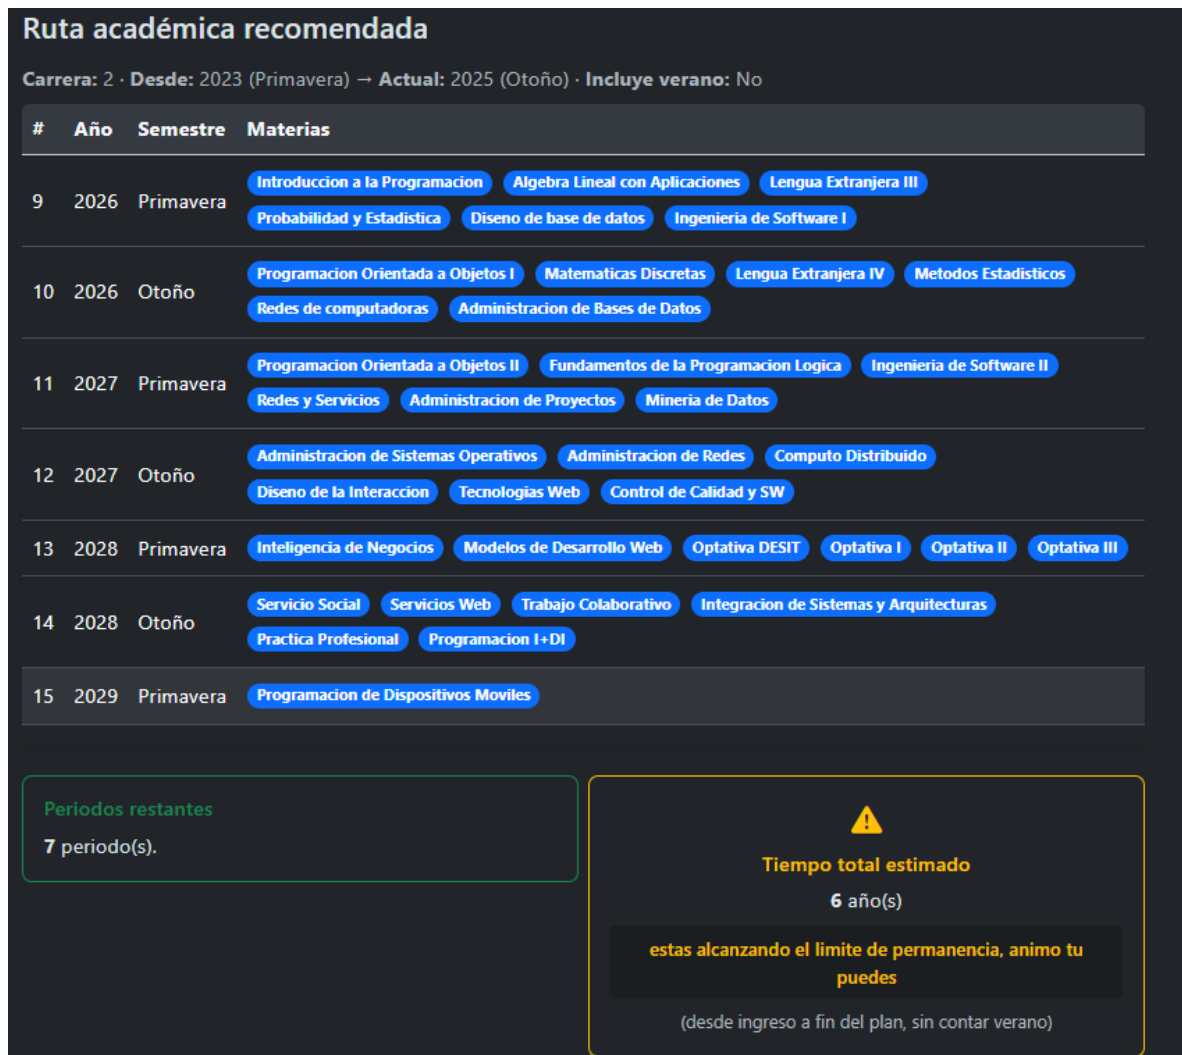 Ruta académica recomendada
Carrera: 2 · Desde: 2023 (Primavera) → Actual: 2025 (Otoño) · Incluye verano: No
# Año Semestre Materias
9 2026 Primavera Introduccion a la Programacion Algebra Lineal con Aplicaciones Lengua Extranjera III
Probabilidad y Estadistica Diseno de base de datos Ingenieria de Software I
10 2026 Otoño Programacion Orientada a Objetos I Matematicas Discretas Lengua Extranjera IV Metodos Estadisticos
Redes de computadoras Administracion de Bases de Datos
11 2027 Primavera Programacion Orientada a Objetos II Fundamentos de la Programacion Logica Ingenieria de Software II
Redes y Servicios Administracion de Proyectos Mineria de Datos
12 2027 Otoño Administracion de Sistemas Operativos Administracion de Redes Computo Distribuido
Diseno de la Interaccion Tecnologias Web Control de Calidad y SW
13 2028 Primavera Inteligencia de Negocios Modelos de Desarrollo Web Optativa DESIT Optativa I Optativa II Optativa III
14 2028 Otoño Servicio Social Servicios Web Trabajo Colaborativo Integracion de Sistemas y Arquitecturas
Practica Profesional Programacion I+DI
15 2029 Primavera Programacion de Dispositivos Moviles
Periodos restantes
7 periodo(s).
Tiempo total estimado
6 año(s)
estas alcanzando el limite de permanencia, animo tu
puedes
(desde ingreso a fin del plan, sin contar verano)